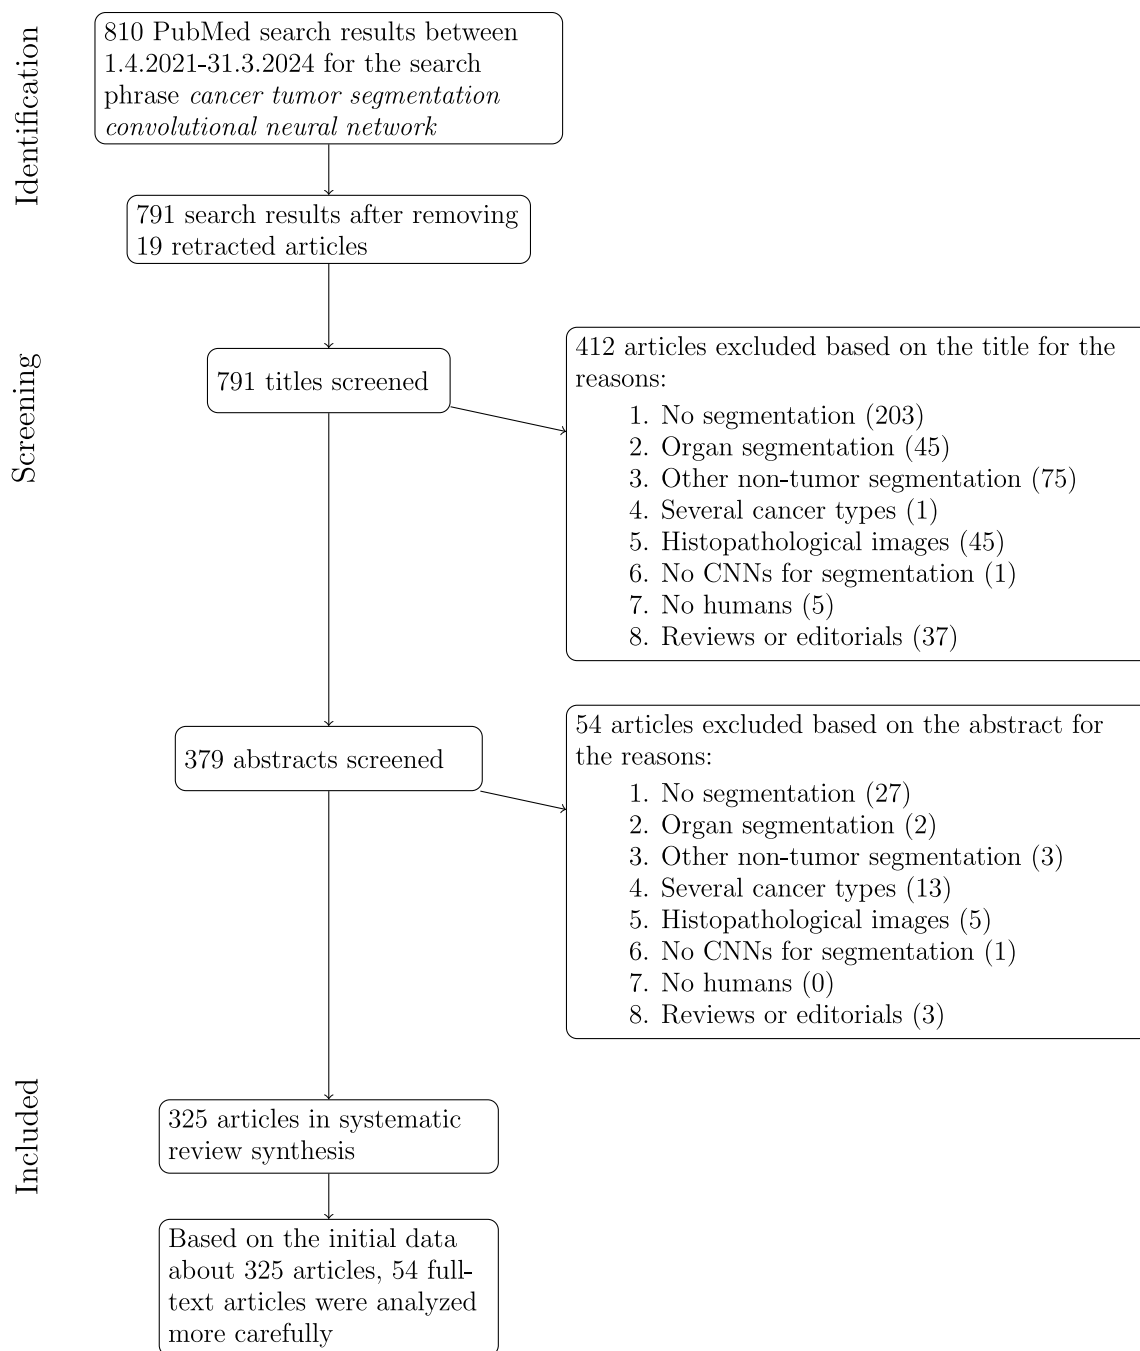 Identification
810 PubMed search results between
1.4.2021-31.3.2024 for the search
phrase cancer tumor segmentation
convolutional neural network
791 search results after removing
19 retracted articles
Screening
791 titles screened
412 articles excluded based on the title for the
reasons:
1. No segmentation (203)
2. Organ segmentation (45)
3. Other non-tumor segmentation (75)
4. Several cancer types (1)
5. Histopathological images (45)
6. No CNNs for segmentation (1)
7. No humans (5)
8. Reviews or editorials (37)
379 abstracts screened
54 articles excluded based on the abstract for
the reasons:
1. No segmentation (27)
2. Organ segmentation (2)
3. Other non-tumor segmentation (3)
4. Several cancer types (13)
5. Histopathological images (5)
6. No CNNs for segmentation (1)
7. No humans (0)
8. Reviews or editorials (3)
Included
325 articles in systematic
review synthesis
Based on the initial data
about 325 articles, 54 full-
text articles were analyzed
more carefully